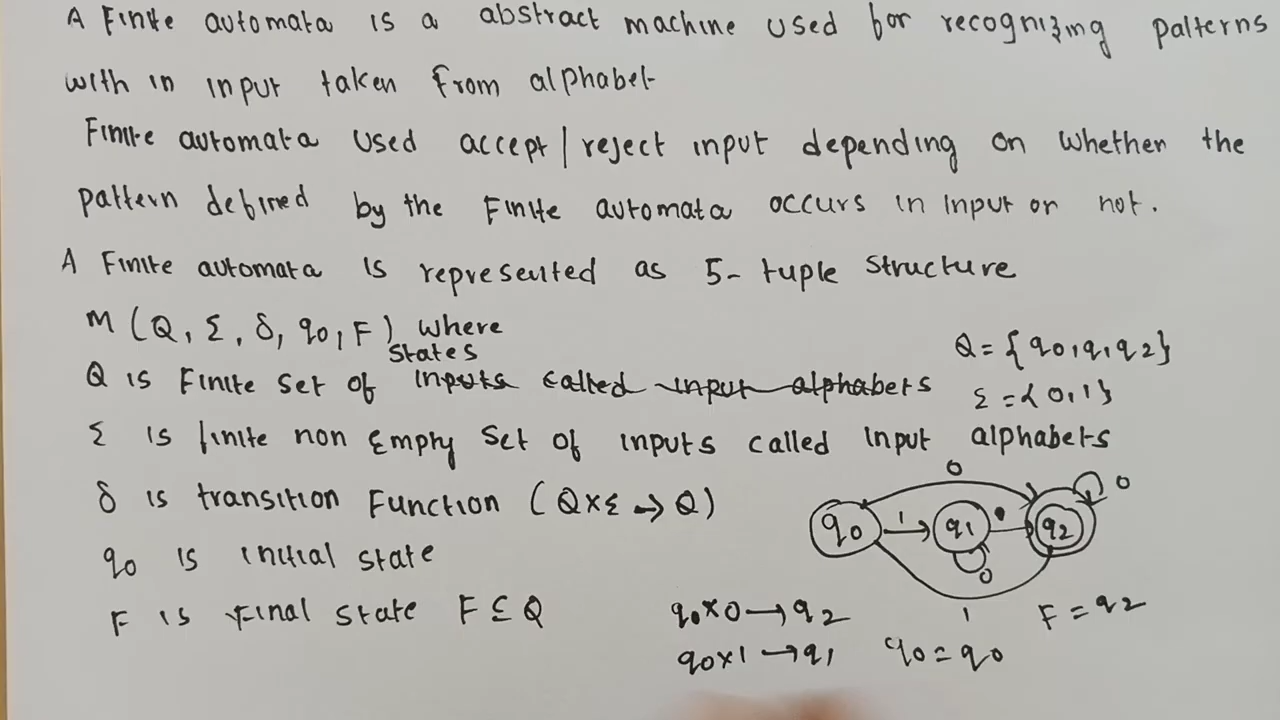 A Finite automata is a abstract machine used for recognizing patterns
with in input taken from alphabet
Finite automata used accept/reject input depending on whether the
pattern defined by the Finite automata occurs in input or not.
A Finite automata is represented as 5-tuple structure
M (Q, Σ, δ, q0, F) where
states
Q is Finite set of inputs called input alphabets
Q = {q0, q1 q2}
Σ = {0,1}
Σ is finite non Empty set of inputs called input alphabets
δ is transition Function (Q×Σ → Q)
0
0
q0 1 q1 q2
0
1
q0 is initial state
F is Final state F ⊆ Q
q0×0 → q2
F = q2
q0×1 → q1
q0 = q0